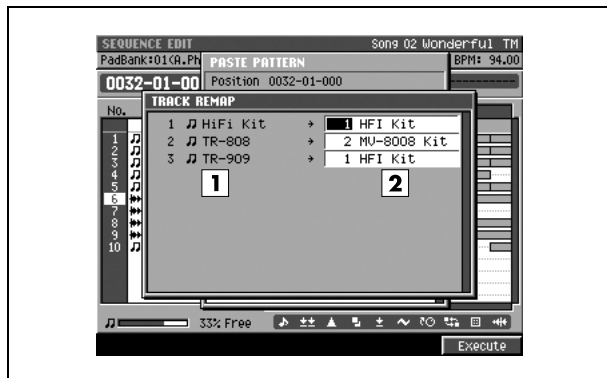 SEQUENCE EDIT Song 02 Wonderful TM
PadBank:01(A.Ph PASTE PATTERN BPM: 94.00
0032-01-00 Position 0032-01-000
TRACK REMAP
No.
1 HiFi Kit → 1 HFI Kit
2 TR-808 → 2 MV-8008 Kit
3 TR-909 → 1 HFI Kit
1 2
1
2
3
4
5
6
7
8
9
10
33% Free
Execute